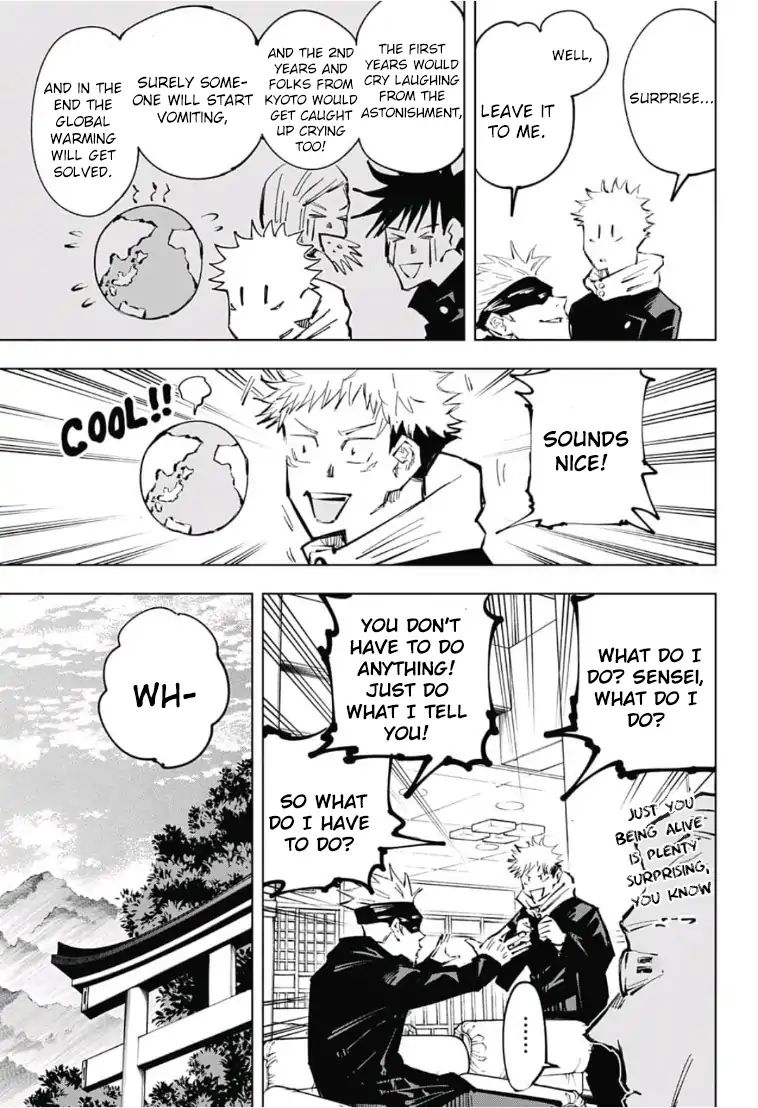 SURPRISE...
WELL,
LEAVE IT
TO ME.
THE FIRST
YEARS WOULD
CRY LAUGHING
FROM THE
ASTONISHMENT,
AND THE 2ND
YEARS AND
FOLKS FROM
KYOTO WOULD
GET CAUGHT
UP CRYING
TOO!
SURELY SOME-
ONE WILL START
VOMITING,
AND IN THE
END THE
GLOBAL
WARMING
WILL GET
SOLVED.
SOUNDS
NICE!
COOL!!
WHAT DO I
DO? SENSEI,
WHAT DO I
DO?
YOU DON'T
HAVE TO DO
ANYTHING!
JUST DO
WHAT I TELL
YOU!
SO WHAT
DO I HAVE
TO DO?
JUST YOU
BEING ALIVE
IS PLENTY
SURPRISING,
YOU KNOW
......
WH-